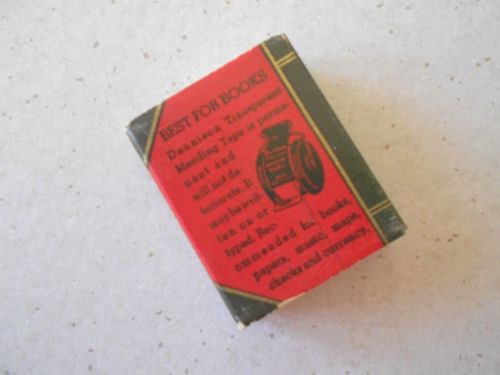 BEST FOR BOOKS
Dennison Transparent
Mending Tape is perma-
nent and
will not de-
teriorate. It
may be writ-
ten on or
typed. Rec-
ommended for books,
papers, music, maps,
checks and currency.